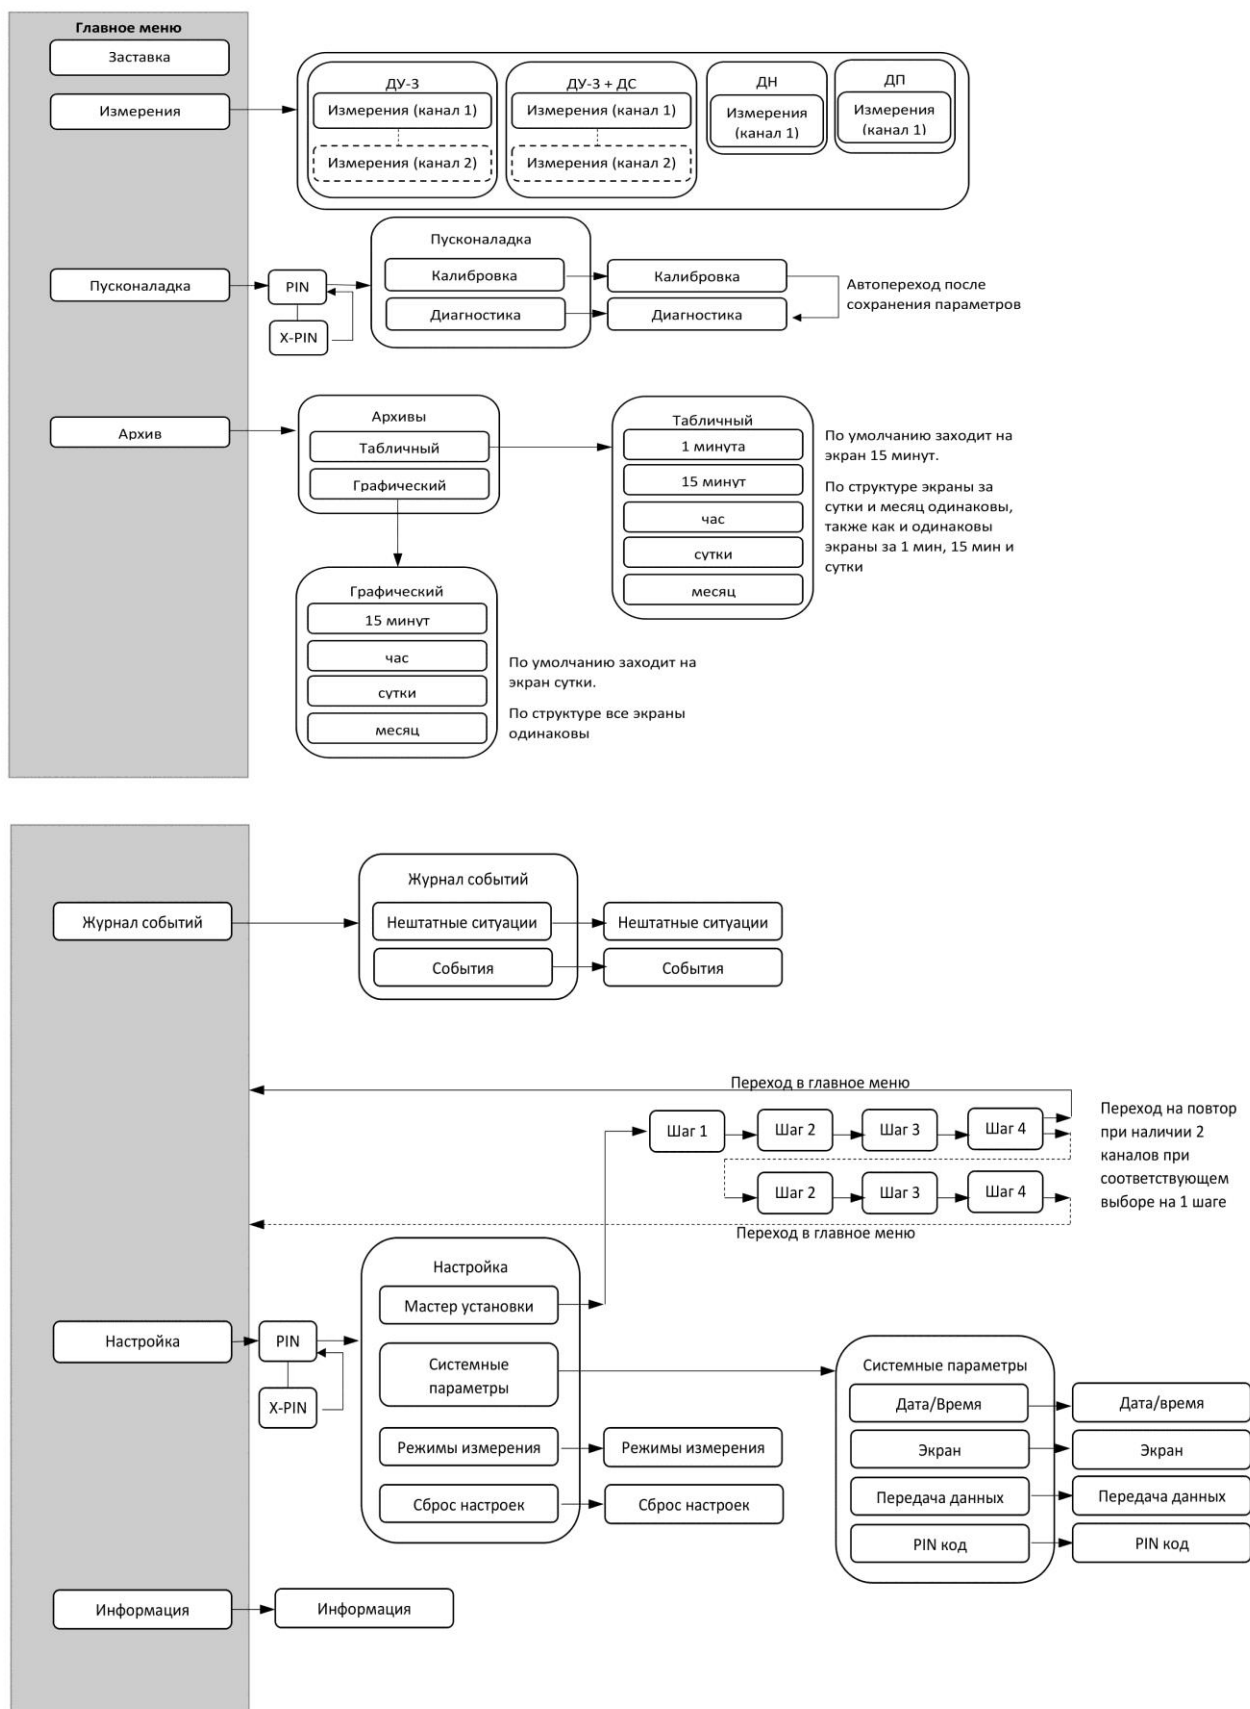 Главное меню
Заставка
Измерения
ДУ-3
Измерения (канал 1)
Измерения (канал 2)
ДУ-3 + ДС
Измерения (канал 1)
Измерения (канал 2)
ДН
Измерения
(канал 1)
ДП
Измерения
(канал 1)
Пусконаладка
PIN
X-PIN
Пусконаладка
Калибровка
Диагностика
Калибровка
Диагностика
Автопереход после
сохранения параметров
Архив
Архивы
Табличный
Графический
Табличный
1 минута
15 минут
час
сутки
месяц
По умолчанию заходит на
экран 15 минут.
По структуре экраны за
сутки и месяц одинаковы,
также как и одинаковы
экраны за 1 мин, 15 мин и
сутки
Графический
15 минут
час
сутки
месяц
По умолчанию заходит на
экран сутки.
По структуре все экраны
одинаковы
Журнал событий
Журнал событий
Нештатные ситуации
События
Нештатные ситуации
События
Переход в главное меню
Шаг 1
Шаг 2
Шаг 3
Шаг 4
Шаг 2
Шаг 3
Шаг 4
Переход на повтор
при наличии 2
каналов при
соответствующем
выборе на 1 шаге
Переход в главное меню
Настройка
PIN
X-PIN
Настройка
Мастер установки
Системные
параметры
Режимы измерения
Сброс настроек
Режимы измерения
Сброс настроек
Системные параметры
Дата/Время
Экран
Передача данных
PIN код
Дата/время
Экран
Передача данных
PIN код
Информация
Информация